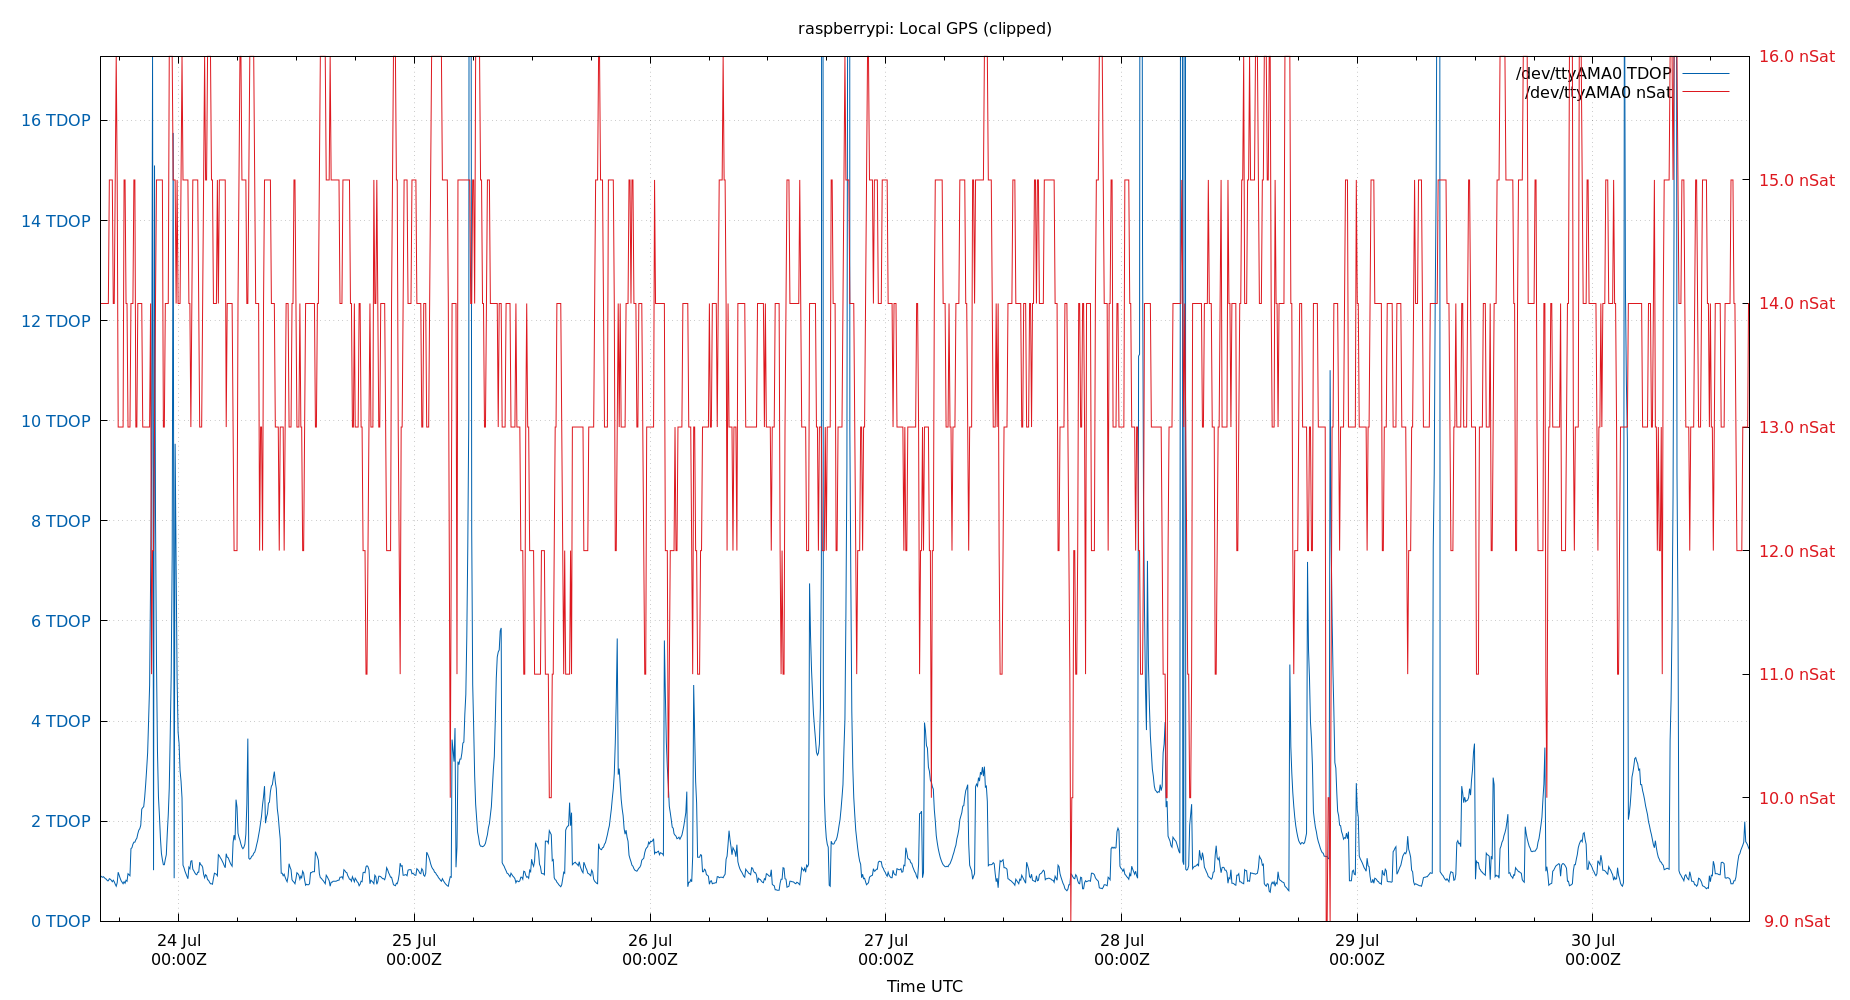 raspberrypi: Local GPS (clipped)
16.0 nSat
/dev/ttyAMA0 TDOP
/dev/ttyAMA0 nSat
16 TDOP
15.0 nSat
14 TDOP
14.0 nSat
12 TDOP
13.0 nSat
10 TDOP
8 TDOP
12.0 nSat
6 TDOP
11.0 nSat
4 TDOP
10.0 nSat
2 TDOP
0 TDOP
9.0 nSat
24 Jul 25 Jul 26 Jul 27 Jul 28 Jul 29 Jul 30 Jul
00:00Z 00:00Z 00:00Z 00:00Z 00:00Z 00:00Z 00:00Z
Time UTC